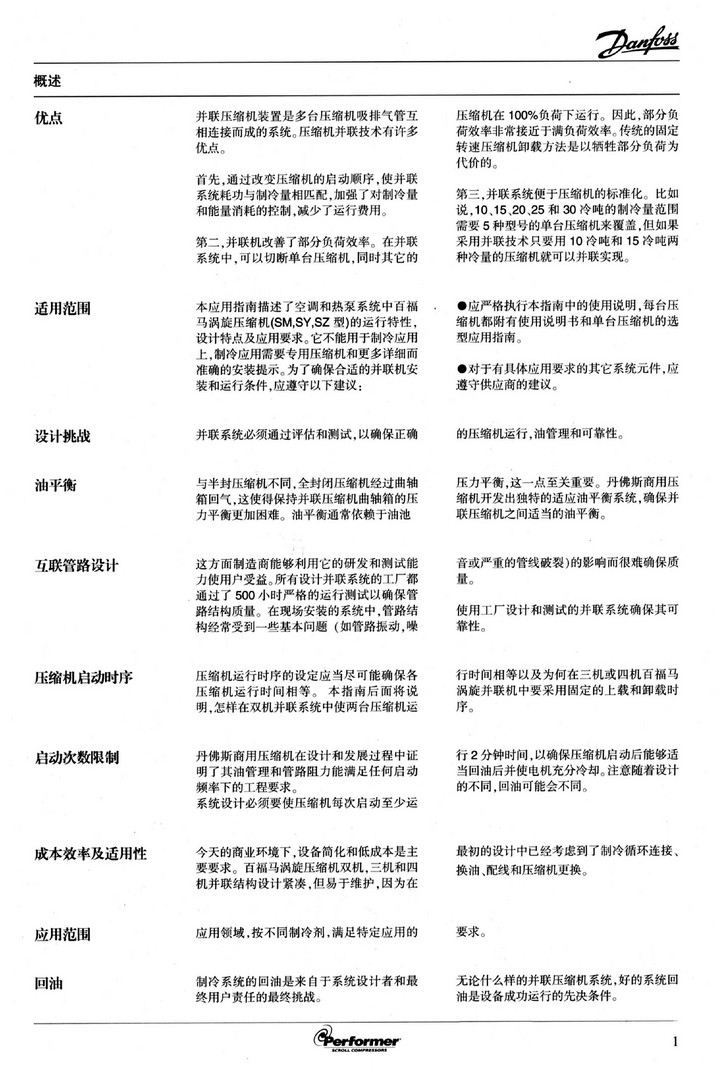 Danfoss
概述
优点
并联压缩机装置是多台压缩机吸排气管互
相连接而成的系统。压缩机并联技术有许多
优点。
首先,通过改变压缩机的启动顺序,使并联
系统耗功与制冷量相匹配,加强了对制冷量
和能量消耗的控制,减少了运行费用。
第二,并联机改善了部分负荷效率。在并联
系统中,可以切断单台压缩机,同时其它的
压缩机在 100%负荷下运行。因此,部分负
荷效率非常接近于满负荷效率。传统的固定
转速压缩机卸载方法是以牺牲部分负荷为
代价的。
第三,并联系统便于压缩机的标准化。比如
说,10、15、20、25 和 30 冷吨的制冷量范围
需要 5 种型号的单台压缩机来覆盖,但如果
采用并联技术只要用 10 冷吨和 15 冷吨两
种冷量的压缩机就可以并联实现。
适用范围
本应用指南描述了空调和热泵系统中百福
马涡旋压缩机(SM,SY,SZ 型)的运行特性,
设计特点及应用要求。它不能用于制冷应用
上,制冷应用需要专用压缩机和更多详细而
准确的安装提示。为了确保合适的并联机安
装和运行条件,应遵守以下建议:
●应严格执行本指南中的使用说明,每台压
缩机都附有使用说明书和单台压缩机的选
型应用指南。
●对于有具体应用要求的其它系统元件,应
遵守供应商的建议。
设计挑战
并联系统必须通过评估和测试,以确保正确
的压缩机运行,油管理和可靠性。
油平衡
与半封压缩机不同,全封闭压缩机经过曲轴
箱回气,这使得保持并联压缩机曲轴箱的压
力平衡更加困难。油平衡通常依赖于油池
压力平衡,这一点至关重要。丹佛斯商用压
缩机开发出独特的适应油平衡系统,确保并
联压缩机之间适当的油平衡。
互联管路设计
这方面制造商能够利用它的研发和测试能
力使用户受益。所有设计并联系统的工厂都
通过了 500 小时严格的运行测试以确保管
路结构质量。在现场安装的系统中,管路结
构经常受到一些基本问题 (如管路振动,噪
音或严重的管线破裂)的影响而很难确保质
量。
使用工厂设计和测试的并联系统确保其可
靠性。
压缩机启动时序
压缩机运行时序的设定应当尽可能确保各
压缩机运行时间相等。 本指南后面将说
明,怎样在双机并联系统中使两台压缩机运
行时间相等以及为何在三机或四机百福马
涡旋并联机中要采用固定的上载和卸载时
序。
启动次数限制
丹佛斯商用压缩机在设计和发展过程中证
明了其油管理和管路阻力能满足任何启动
频率下的工程要求。
系统设计必须要使压缩机每次启动至少运
行 2 分钟时间,以确保压缩机启动后能够适
当回油后并使电机充分冷却。注意随着设计
的不同,回油可能会不同。
成本效率及适用性
今天的商业环境下,设备简化和低成本是主
要要求。百福马涡旋压缩机双机,三机和四
机并联结构设计紧凑,但易于维护,因为在
最初的设计中已经考虑到了制冷循环连接、
换油、配线和压缩机更换。
应用范围
应用领域,按不同制冷剂,满足特定应用的
要求。
回油
制冷系统的回油是来自于系统设计者和最
终用户责任的最终挑战。
无论什么样的并联压缩机系统,好的系统回
油是设备成功运行的先决条件。
Performer
SCROLL COMPRESSORS
1